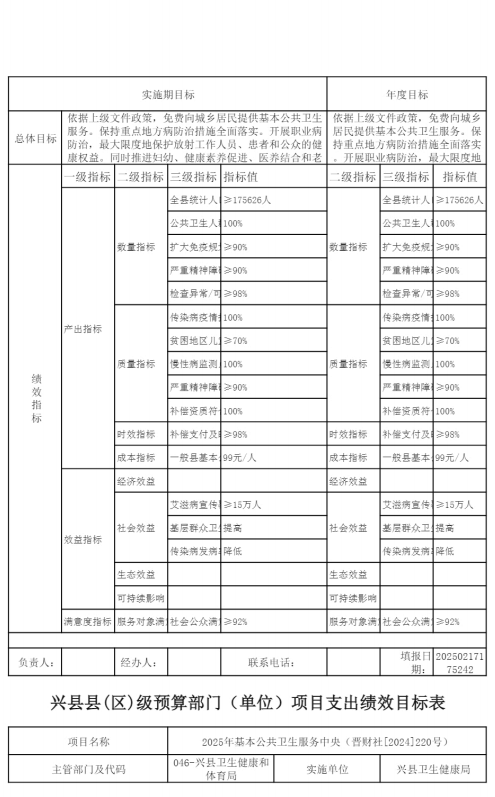 实施期目标 年度目标
总体目标
依据上级文件政策，免费向城乡居民提供基本公共卫生
服务。保持重点地方病防治措施全面落实。开展职业病
防治，最大限度地保护放射工作人员、患者和公众的健
康权益。同时推进妇幼、健康素养促进、医养结合和老
依据上级文件政策，免费向城乡
居民提供基本公共卫生服务。保
持重点地方病防治措施全面落实
。开展职业病防治，最大限度地
绩效指标
一级指标 二级指标 三级指标 指标值 二级指标 三级指标 指标值
产出指标
数量指标 全县统计人 ≥175626人 数量指标 全县统计人 ≥175626人
公共卫生人 100% 公共卫生人 100%
扩大免疫规 ≥90% 扩大免疫规 ≥90%
严重精神障 ≥90% 严重精神障 ≥90%
检查异常/可 ≥98% 检查异常/可 ≥98%
质量指标 传染病疫情 100% 质量指标 传染病疫情 100%
贫困地区儿 ≥70% 贫困地区儿 ≥70%
慢性病监测 100% 慢性病监测 100%
严重精神障 ≥90% 严重精神障 ≥90%
补偿资质符 100% 补偿资质符 100%
时效指标 补偿支付及 ≥98% 时效指标 补偿支付及 ≥98%
成本指标 一般县基本 99元/人 成本指标 一般县基本 99元/人
效益指标
经济效益 经济效益
社会效益 艾滋病宣传 ≥15万人 社会效益 艾滋病宣传 ≥15万人
基层群众卫 提高 基层群众卫 提高
传染病发病 降低 传染病发病 降低
生态效益 生态效益
可持续影响 可持续影响
满意度指标 服务对象满 社会公众满 ≥92% 服务对象满 社会公众满 ≥92%
负责人： 经办人： 联系电话： 填报日期： 20250217175242
兴县县(区)级预算部门（单位）项目支出绩效目标表
项目名称 2025年基本公共卫生服务中央（晋财社[2024]220号）
主管部门及代码 046-兴县卫生健康和体育局 实施单位 兴县卫生健康局